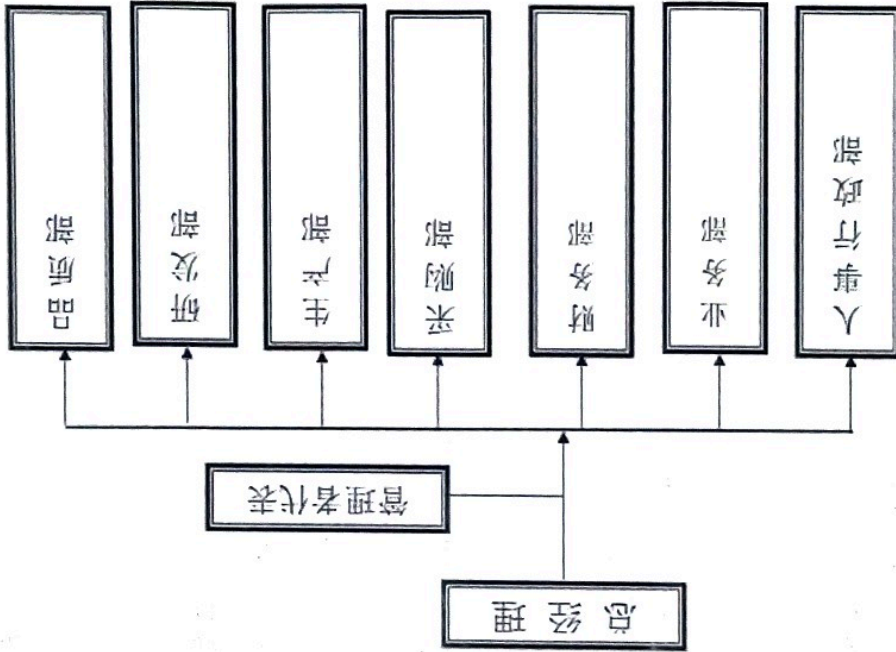 总经理
管理者代表
人事行政部
业务部
财务部
采购部
生产部
研发部
品质部